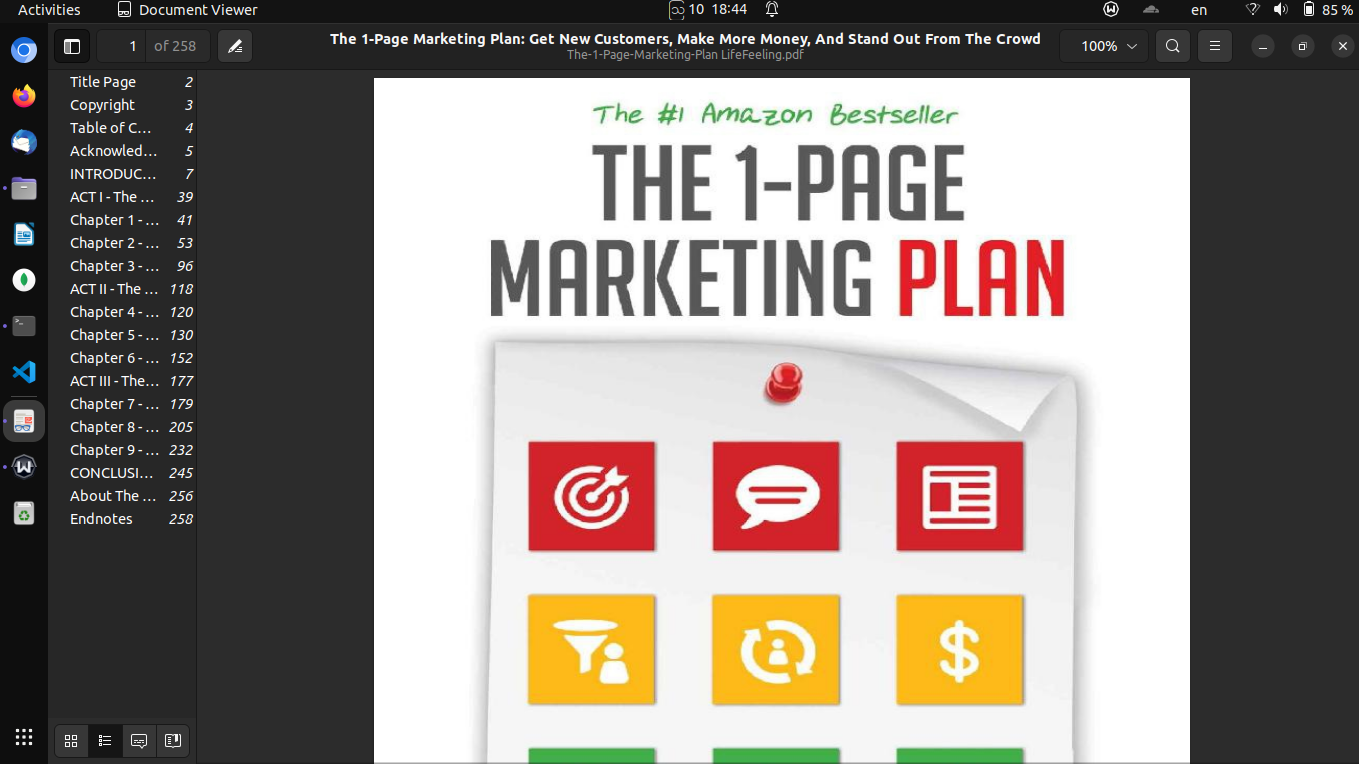 Activities
Document Viewer
10 18:44
en
85 %
1 of 258
The 1-Page Marketing Plan: Get New Customers, Make More Money, And Stand Out From The Crowd
The-1-Page-Marketing-Plan LifeFeeling.pdf
100%
Title Page 2
Copyright 3
Table of C... 4
Acknowled... 5
INTRODUC... 7
ACT I - The ... 39
Chapter 1 - ... 41
Chapter 2 - ... 53
Chapter 3 - ... 96
ACT II - The ... 118
Chapter 4 - ... 120
Chapter 5 - ... 130
Chapter 6 - ... 152
ACT III - The... 177
Chapter 7 - ... 179
Chapter 8 - ... 205
Chapter 9 - ... 232
CONCLUSI... 245
About The ... 256
Endnotes 258
The #1 Amazon Bestseller
THE 1-PAGE
MARKETING PLAN
$